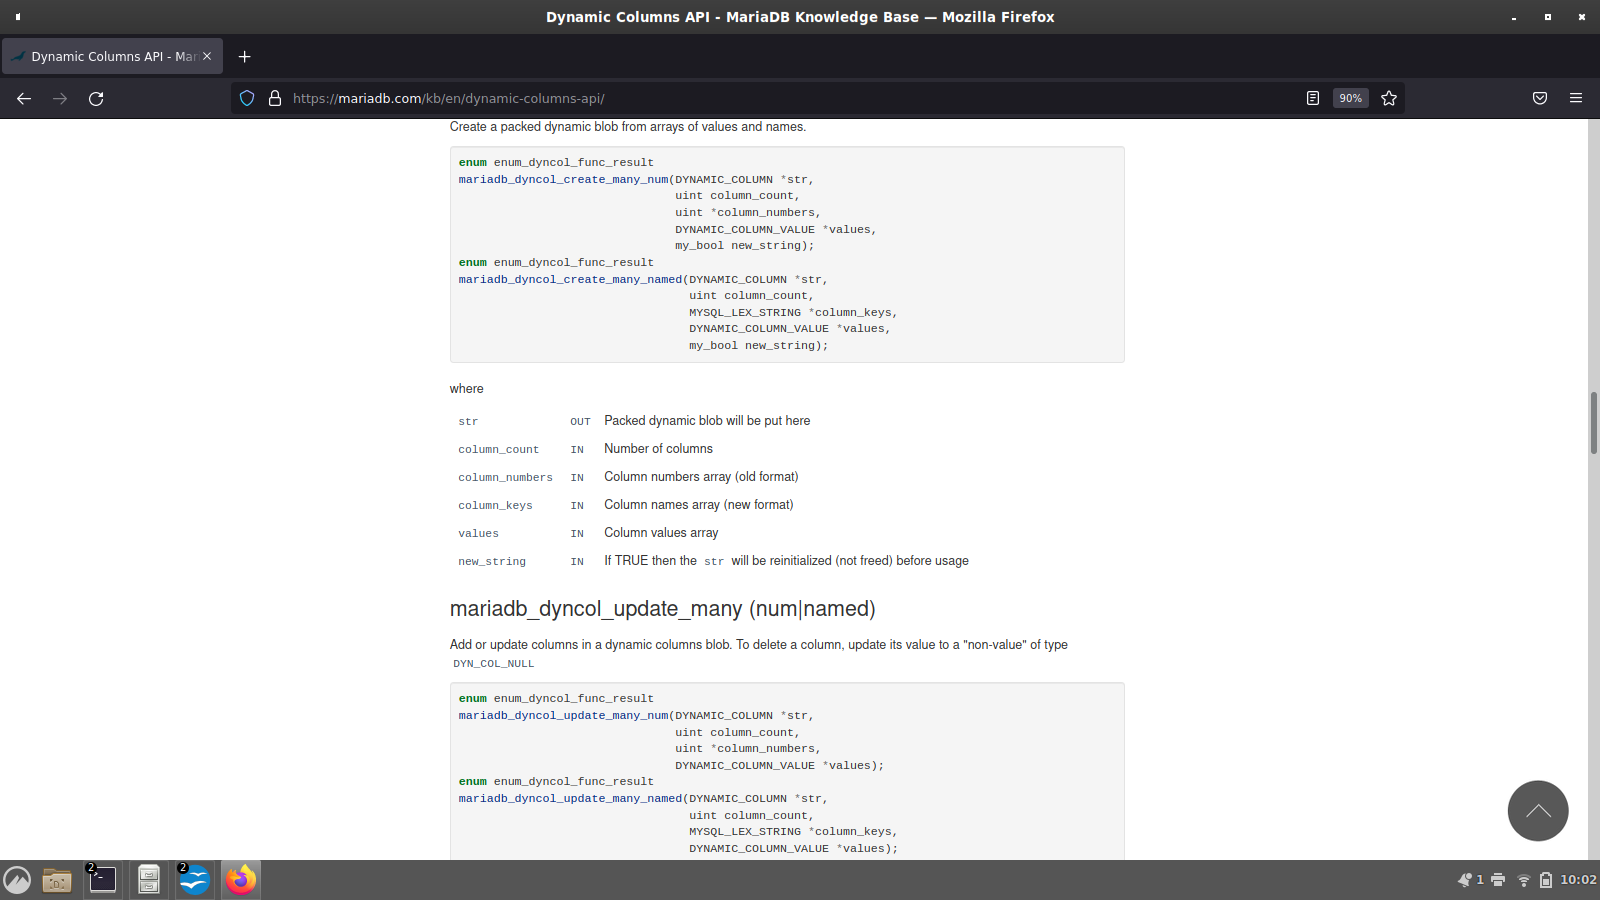 Dynamic Columns API - MariaDB Knowledge Base — Mozilla Firefox
Dynamic Columns API - Mar
https://mariadb.com/kb/en/dynamic-columns-api/
90%
Create a packed dynamic blob from arrays of values and names.
enum enum_dyncol_func_result
mariadb_dyncol_create_many_num(DYNAMIC_COLUMN *str,
uint column_count,
uint *column_numbers,
DYNAMIC_COLUMN_VALUE *values,
my_bool new_string);
enum enum_dyncol_func_result
mariadb_dyncol_create_many_named(DYNAMIC_COLUMN *str,
uint column_count,
MYSQL_LEX_STRING *column_keys,
DYNAMIC_COLUMN_VALUE *values,
my_bool new_string);
where
str OUT Packed dynamic blob will be put here
column_count IN Number of columns
column_numbers IN Column numbers array (old format)
column_keys IN Column names array (new format)
values IN Column values array
new_string IN If TRUE then the str will be reinitialized (not freed) before usage
mariadb_dyncol_update_many (num|named)
Add or update columns in a dynamic columns blob. To delete a column, update its value to a "non-value" of type
DYN_COL_NULL
enum enum_dyncol_func_result
mariadb_dyncol_update_many_num(DYNAMIC_COLUMN *str,
uint column_count,
uint *column_numbers,
DYNAMIC_COLUMN_VALUE *values);
enum enum_dyncol_func_result
mariadb_dyncol_update_many_named(DYNAMIC_COLUMN *str,
uint column_count,
MYSQL_LEX_STRING *column_keys,
DYNAMIC_COLUMN_VALUE *values);
2 2 1 10:02